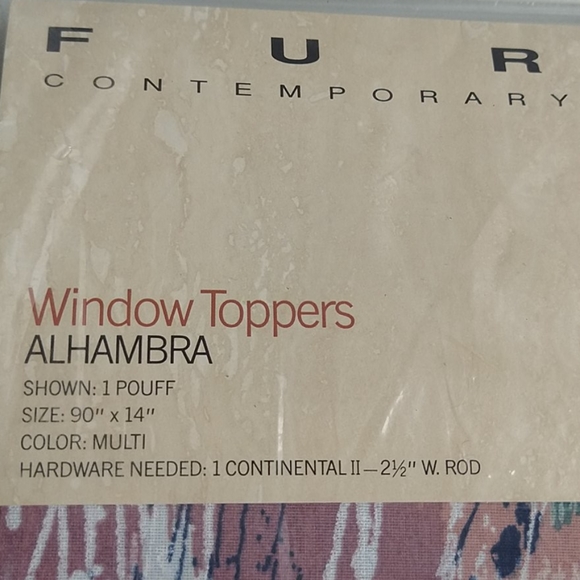 F U R
CONTEMPORARY
Window Toppers
ALHAMBRA
SHOWN: 1 POUFF
SIZE: 90" x 14"
COLOR: MULTI
HARDWARE NEEDED: 1 CONTINENTAL II—2½" W. ROD